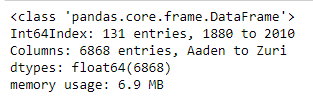 <class 'pandas.core.frame.DataFrame'>
Int64Index: 131 entries, 1880 to 2010
Columns: 6868 entries, Aaden to Zuri
dtypes: float64(6868)
memory usage: 6.9 MB